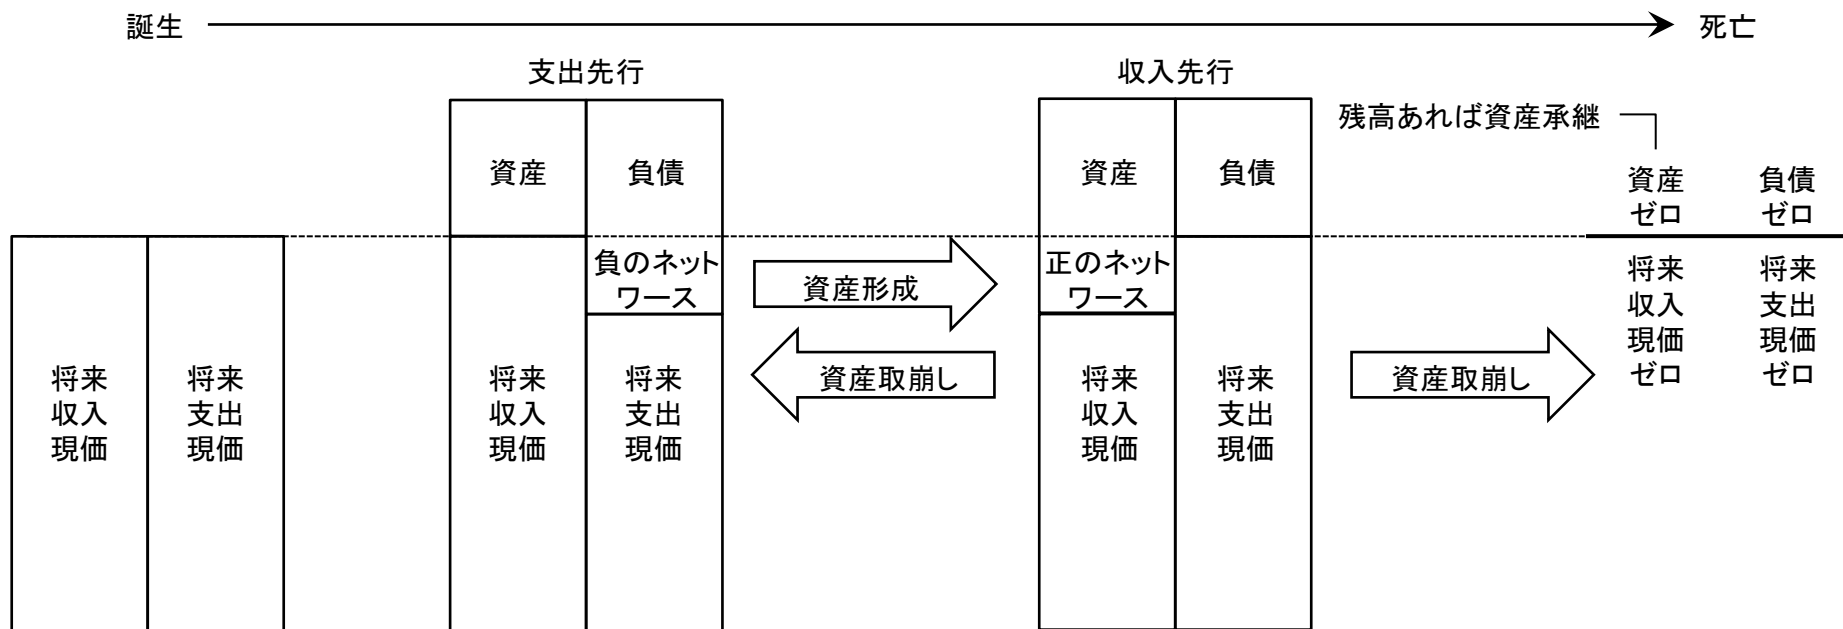 誕生
死亡
支出先行
収入先行
残高あれば資産承継
資産
負債
資産
負債
資産
ゼロ
負債
ゼロ
負のネット
ワース
資産形成
正のネット
ワース
資産取崩し
資産取崩し
将来
収入
現価
将来
支出
現価
将来
収入
現価
将来
支出
現価
将来
収入
現価
将来
支出
現価
将来
収入
現価
ゼロ
将来
支出
現価
ゼロ